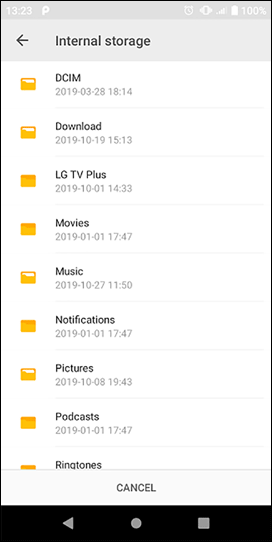 13:23 P 100%
Internal storage
DCIM
2019-03-28 18:14
Download
2019-10-19 15:13
LG TV Plus
2019-10-01 14:33
Movies
2019-01-01 17:47
Music
2019-10-27 11:50
Notifications
2019-01-01 17:47
Pictures
2019-10-08 19:43
Podcasts
2019-01-01 17:47
Ringtones
CANCEL